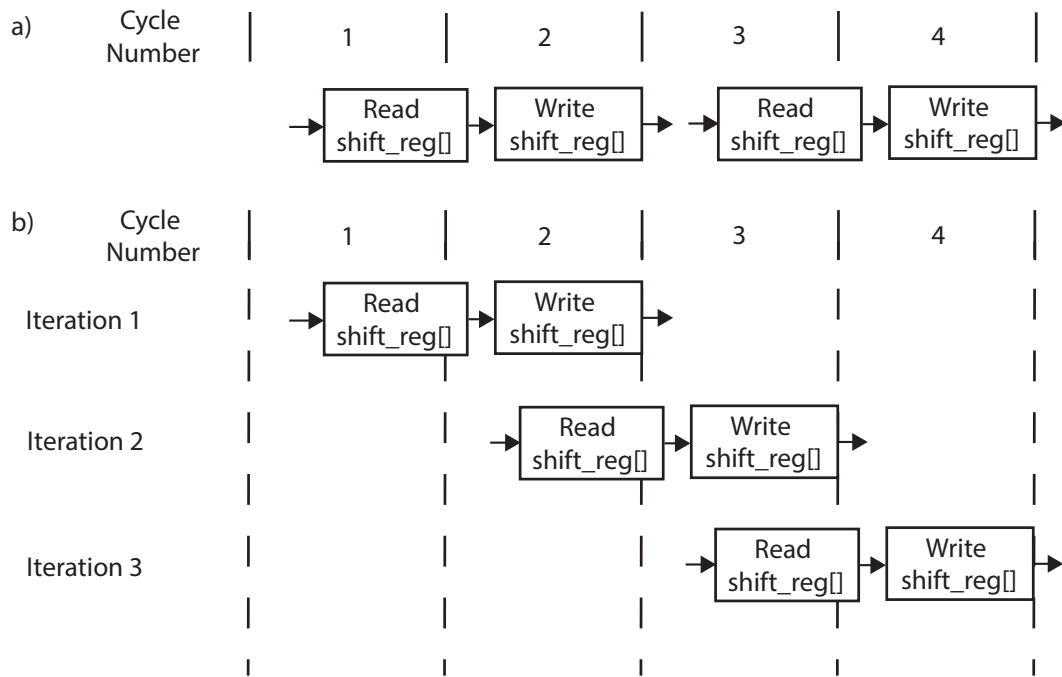 a) Cycle
Number
1 2 3 4
Read
shift_reg[]
Write
shift_reg[]
Read
shift_reg[]
Write
shift_reg[]
b) Cycle
Number
1 2 3 4
Iteration 1
Read
shift_reg[]
Write
shift_reg[]
Iteration 2
Read
shift_reg[]
Write
shift_reg[]
Iteration 3
Read
shift_reg[]
Write
shift_reg[]